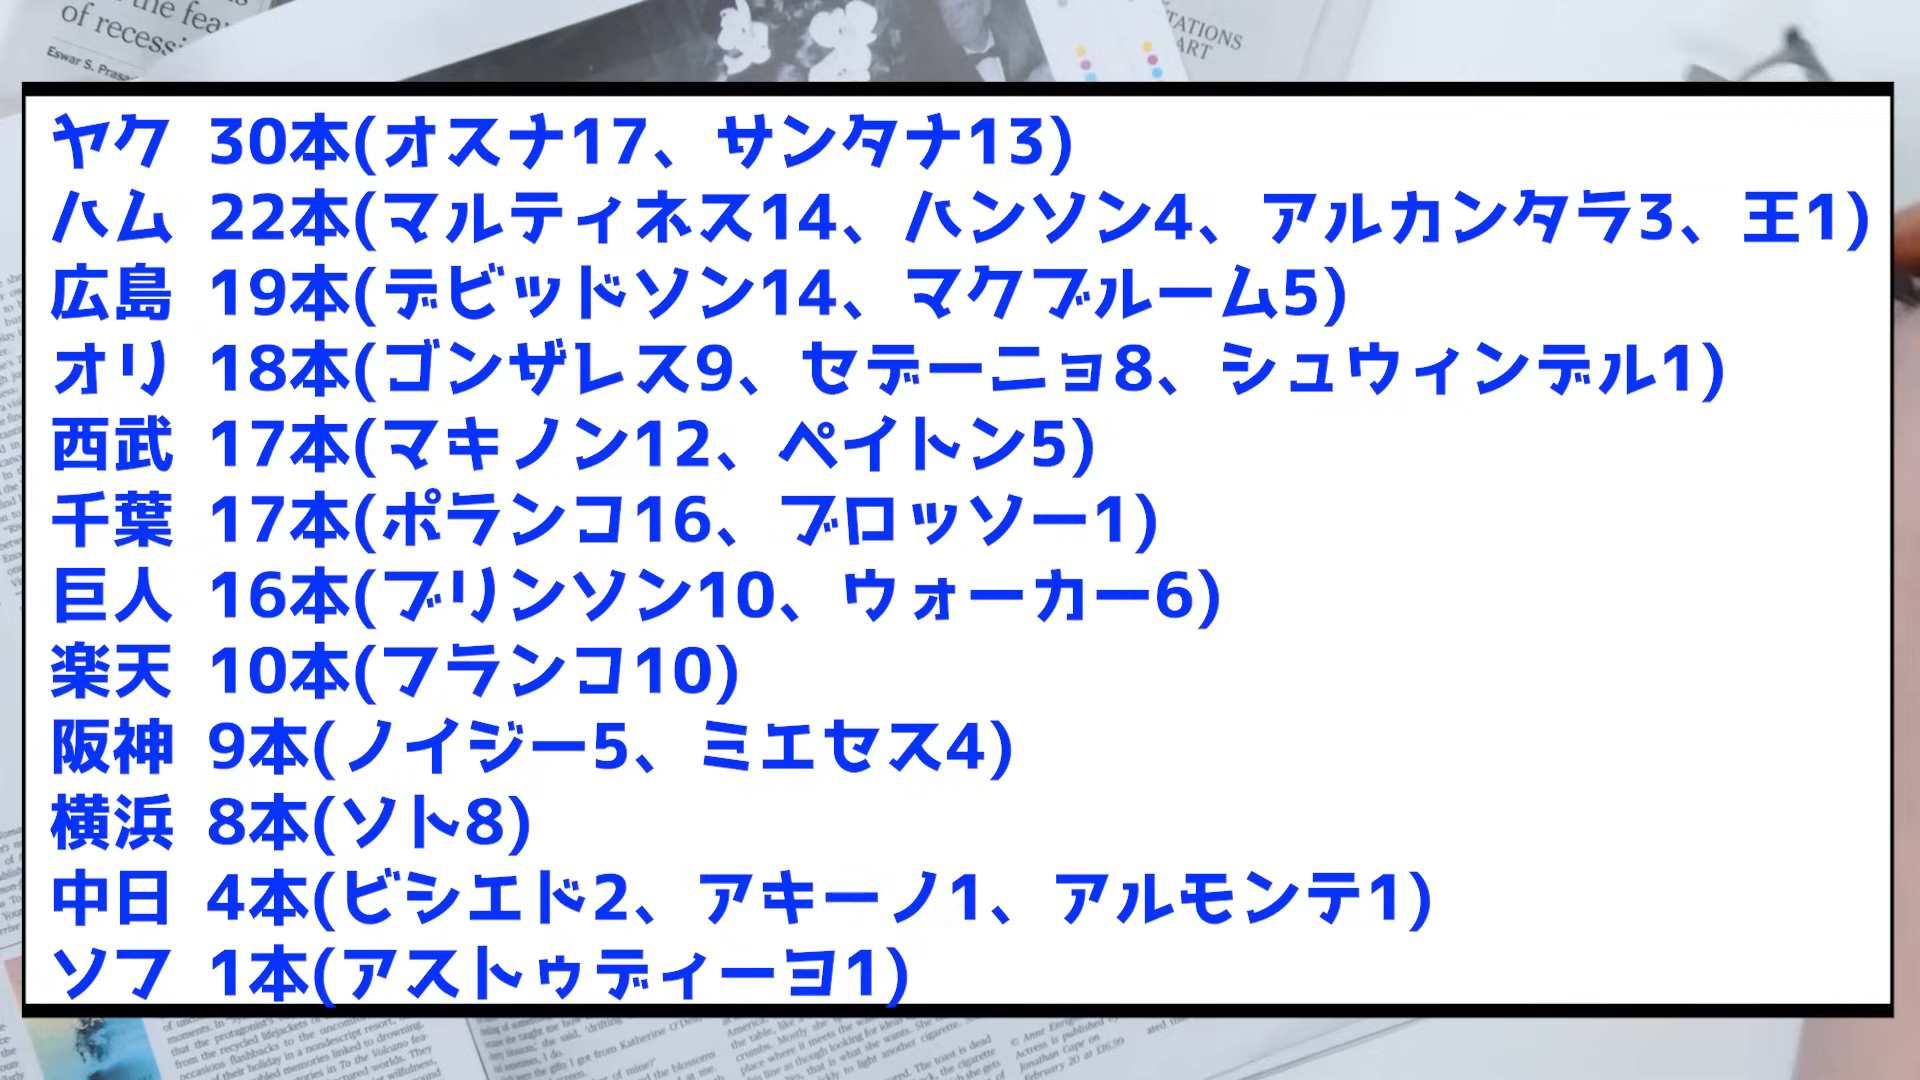 the fea
of recess
Eswar S. Prasa
TATIONS
ART
ヤク 30本(オスナ17、サンタナ13)
ハム 22本(マルティネス14、ハンソン4、アルカンタラ3、王1)
広島 19本(デビッドソン14、マクブルーム5)
オリ 18本(ゴンザレス9、セデーニョ8、シュウィンデル1)
西武 17本(マキノン12、ペイトン5)
千葉 17本(ポランコ16、ブロッソー1)
巨人 16本(ブリンソン10、ウォーカー6)
楽天 10本(フランコ10)
阪神 9本(ノイジー5、ミエセス4)
横浜 8本(ソト8)
中日 4本(ビシエド2、アキーノ1、アルモンテ1)
ソフ 1本(アストゥディーヨ1)